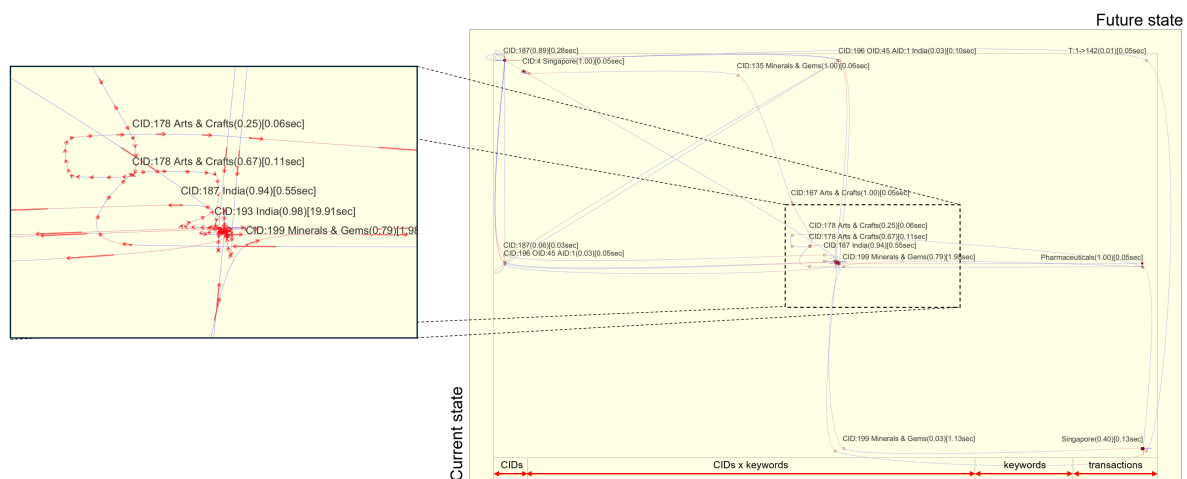 Future state
CID:187(0.89)[0.28sec]
CID:196 OID:45 AID:1 India(0.03)[0.10sec]
T:1->142(0.01)[0.05sec]
CID:4 Singapore(1.00)[0.05sec]
CID:135 Minerals & Gems(1.00)[0.06sec]
CID:178 Arts & Crafts(0.25)[0.06sec]
CID:178 Arts & Crafts(0.67)[0.11sec]
CID:187 India(0.94)[0.55sec]
CID:193 India(0.98)[19.91sec]
CID:199 Minerals & Gems(0.79)[1.98
CID:167 Arts & Crafts(1.00)[0.05sec]
CID:178 Arts & Crafts(0.25)[0.06sec]
CID:178 Arts & Crafts(0.67)[0.11sec]
CID:187 India(0.94)[0.55sec]
CID:199 Minerals & Gems(0.79)[1.98sec]
CID:187(0.06)[0.03sec]
CID:196 OID:45 AID:1(0.03)[0.05sec]
Pharmaceuticals(1.00)[0.05sec]
Current state
CID:199 Minerals & Gems(0.03)[1.13sec]
Singapore(0.40)[0.13sec]
CIDs
CIDs x keywords
keywords
transactions